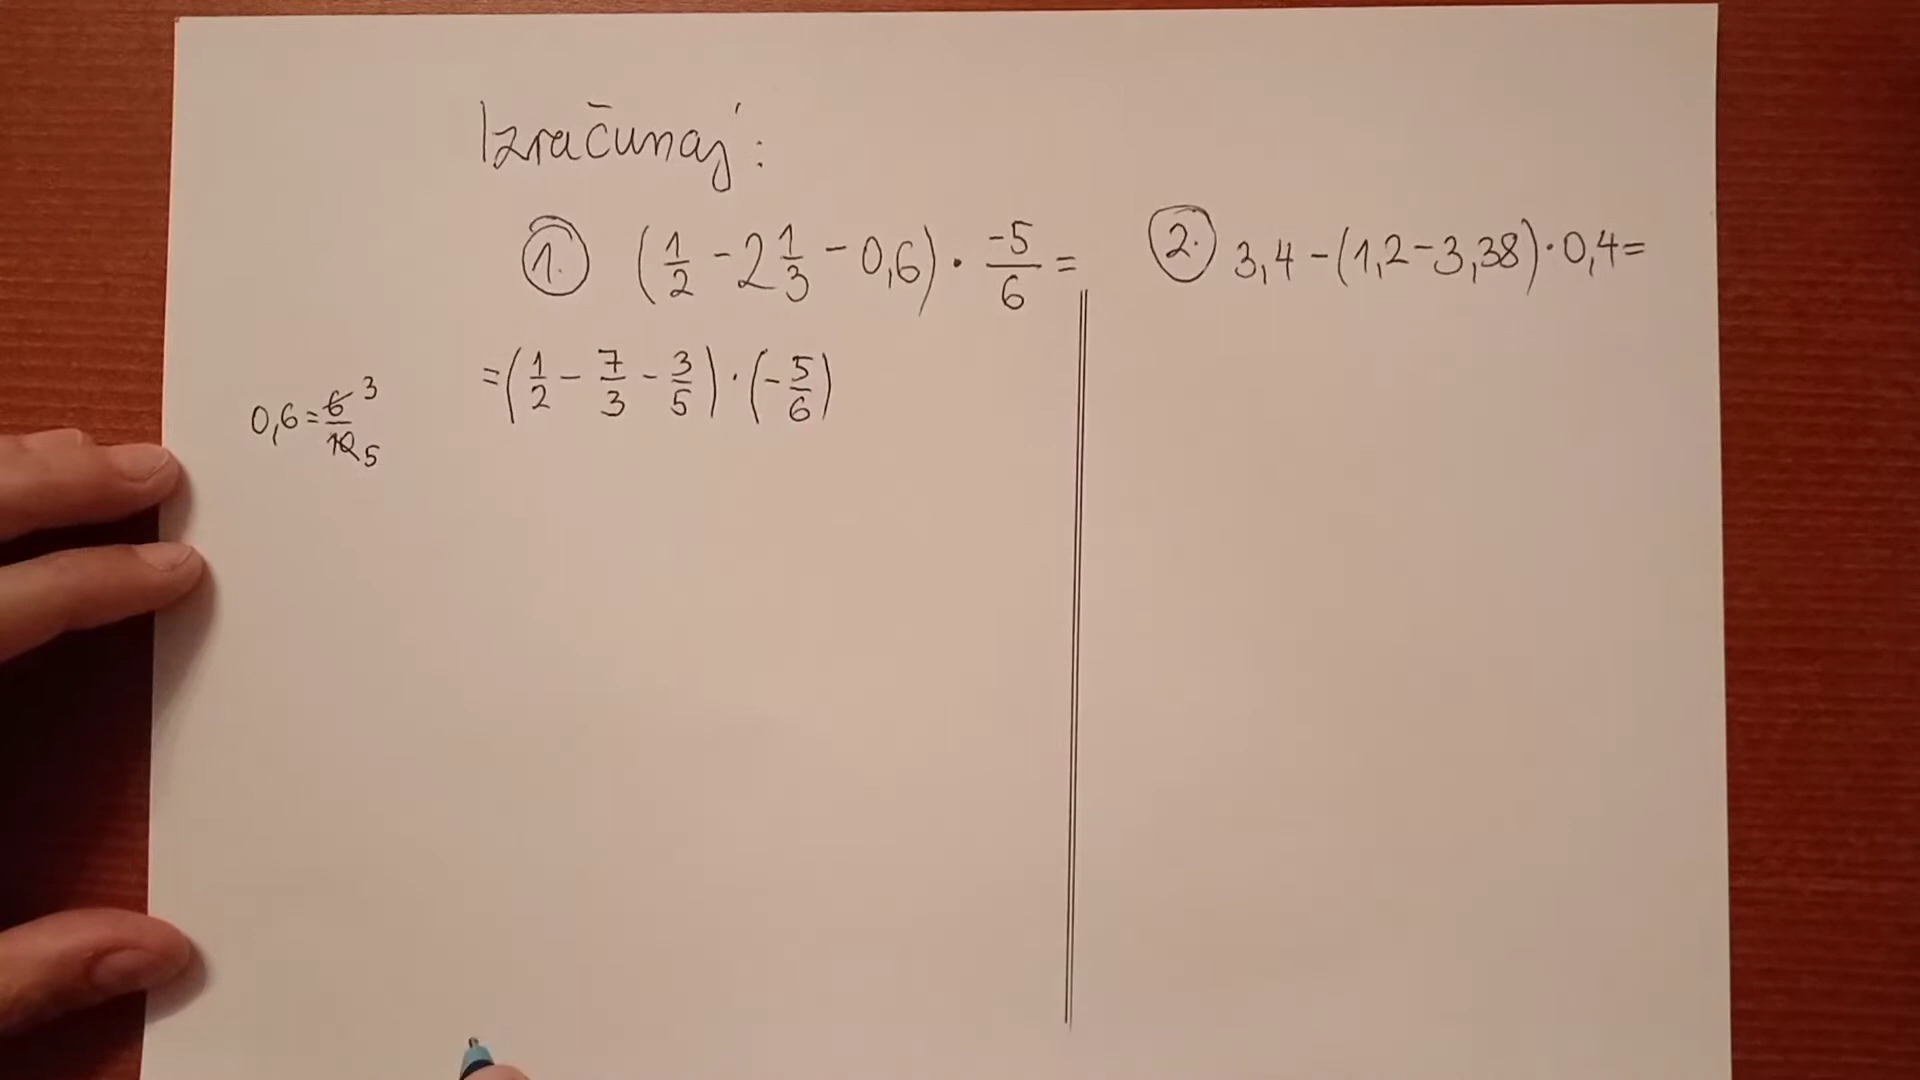 Izračunaj:
1. (1/2 - 2 1/3 - 0,6) · -5/6 =
= (1/2 - 7/3 - 3/5) · (-5/6)
0,6 = 6/10 3 5
2. 3,4 - (1,2 - 3,38) · 0,4 =